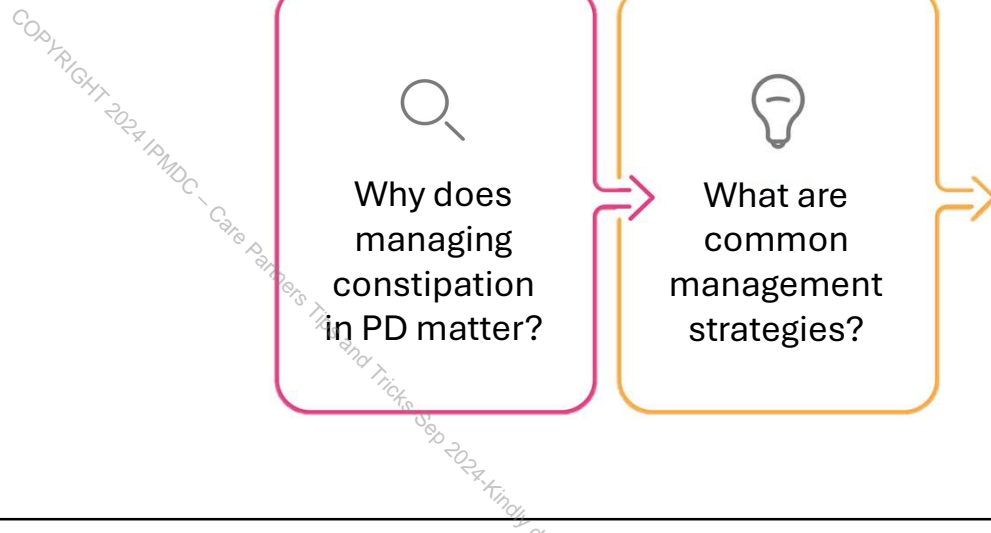 COPYRIGHT 2024 IPMDC – Care Partners Tips and Tricks-Sep 2024-Kindly
Why does
managing
constipation
in PD matter?
What are
common
management
strategies?